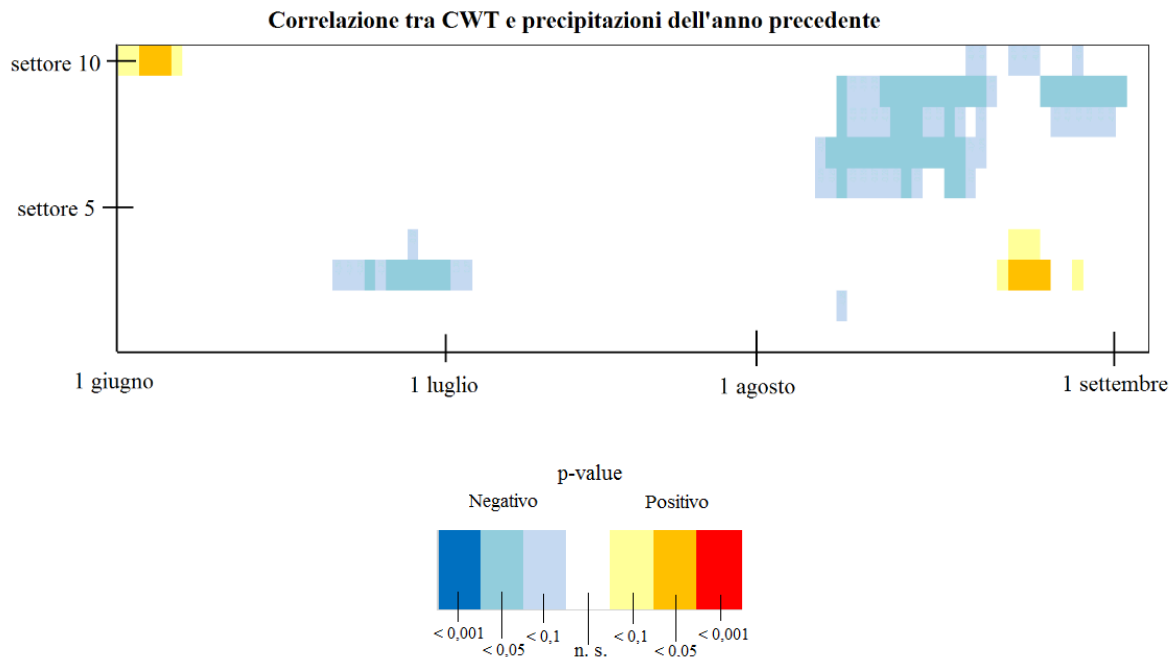 Correlazione tra CWT e precipitazioni dell'anno precedente
settore 10
settore 5
1 giugno
1 luglio
1 agosto
1 settembre
p-value
Negativo
Positivo
< 0,001
< 0,05
< 0,1
n. s.
< 0,1
< 0.05
< 0,001